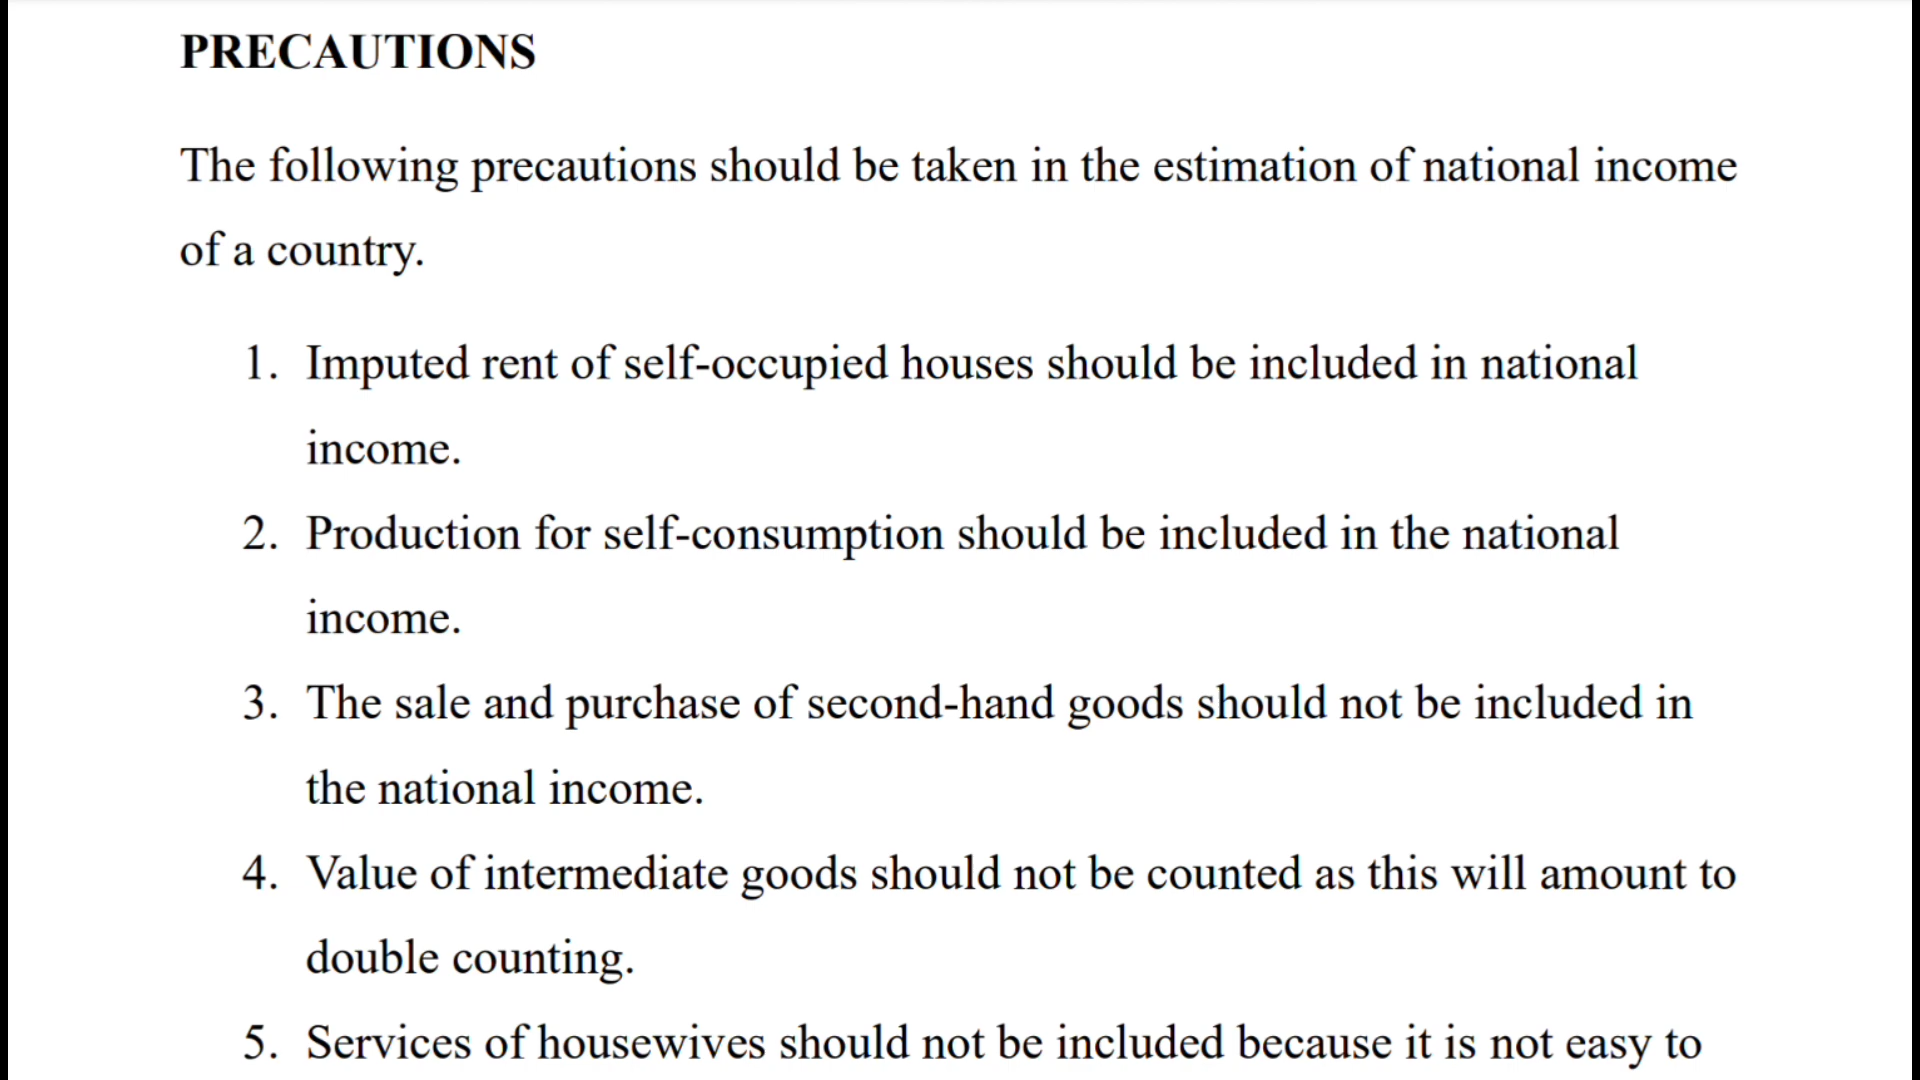 PRECAUTIONS
The following precautions should be taken in the estimation of national income
of a country.
1. Imputed rent of self-occupied houses should be included in national
income.
2. Production for self-consumption should be included in the national
income.
3. The sale and purchase of second-hand goods should not be included in
the national income.
4. Value of intermediate goods should not be counted as this will amount to
double counting.
5. Services of housewives should not be included because it is not easy to